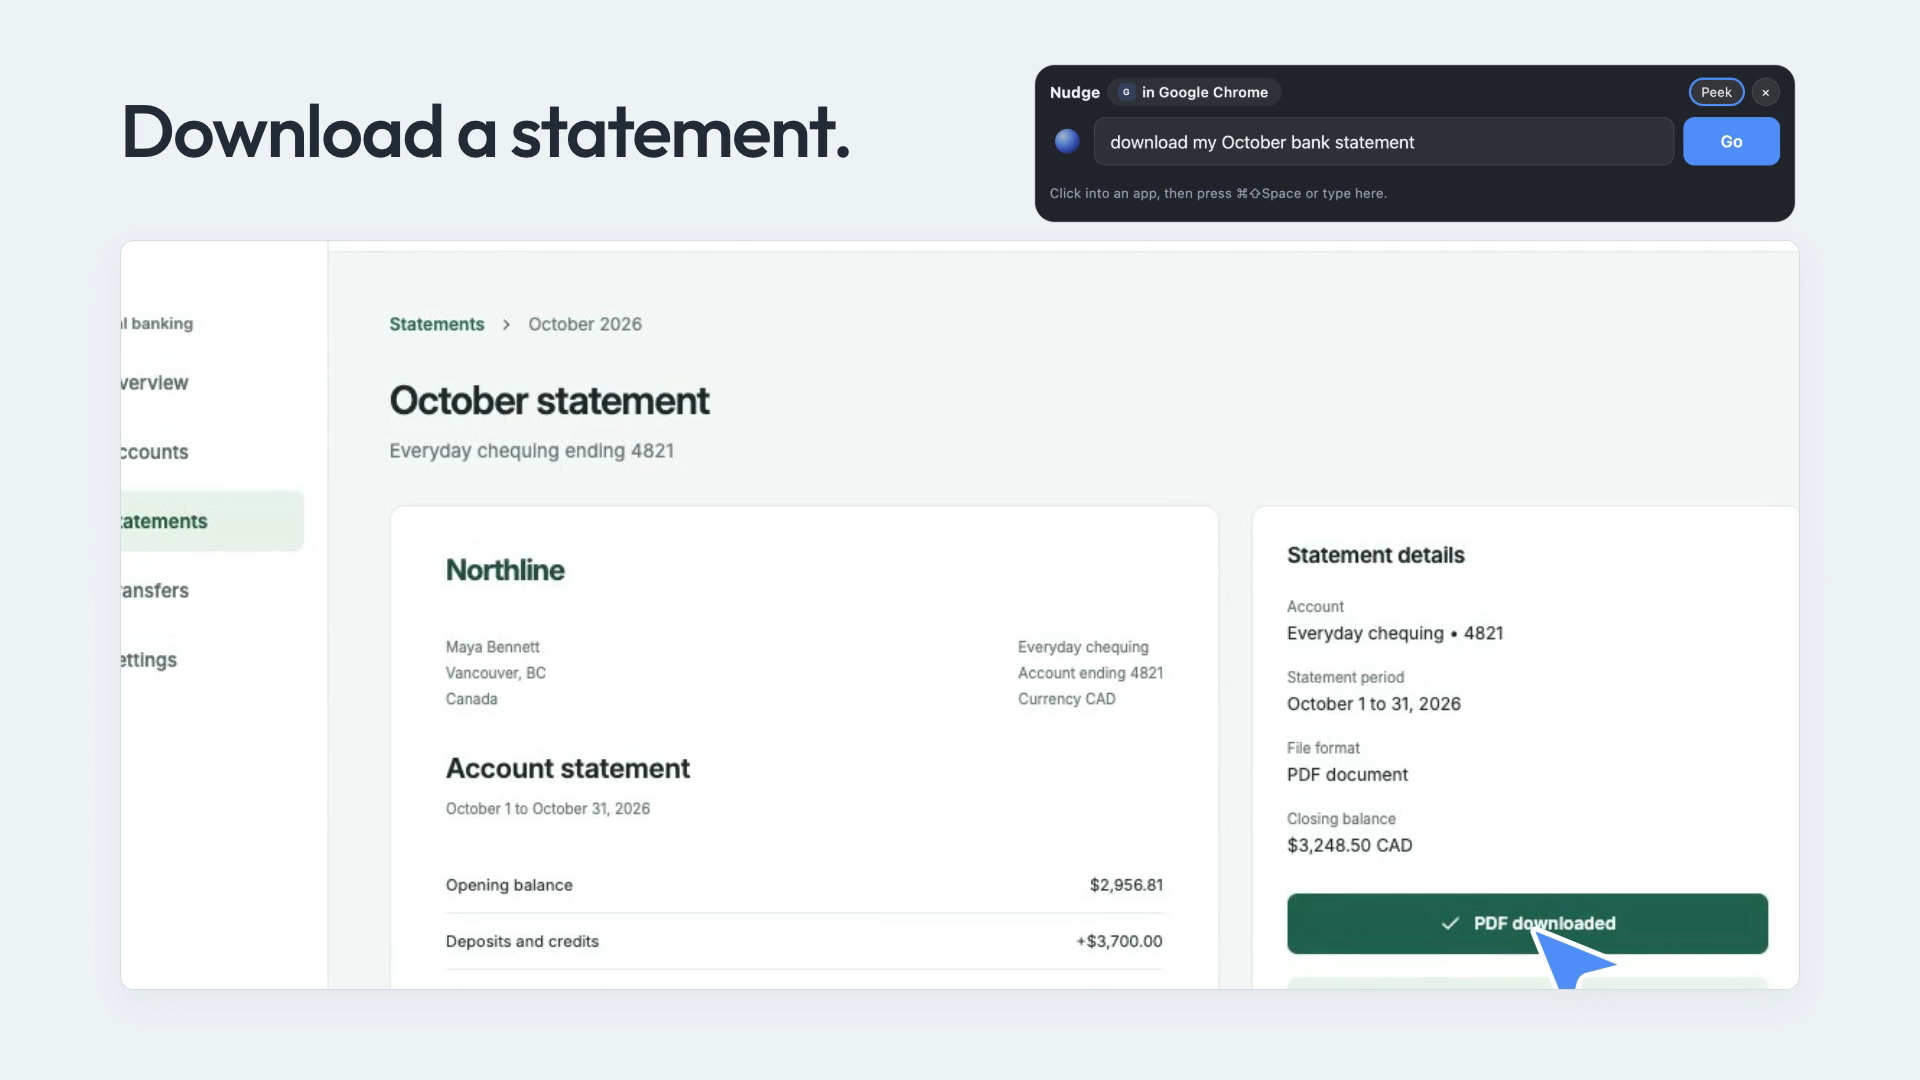 Download a statement.
Nudge
G in Google Chrome
Peek
×
download my October bank statement
Go
Click into an app, then press ⌘⇧Space or type here.
l banking
verview
ccounts
tatements
ransfers
ettings
Statements > October 2026
October statement
Everyday chequing ending 4821
Northline
Maya Bennett
Vancouver, BC
Canada
Everyday chequing
Account ending 4821
Currency CAD
Account statement
October 1 to October 31, 2026
Opening balance $2,956.81
Deposits and credits +$3,700.00
Statement details
Account
Everyday chequing • 4821
Statement period
October 1 to 31, 2026
File format
PDF document
Closing balance
$3,248.50 CAD
✓ PDF downloaded